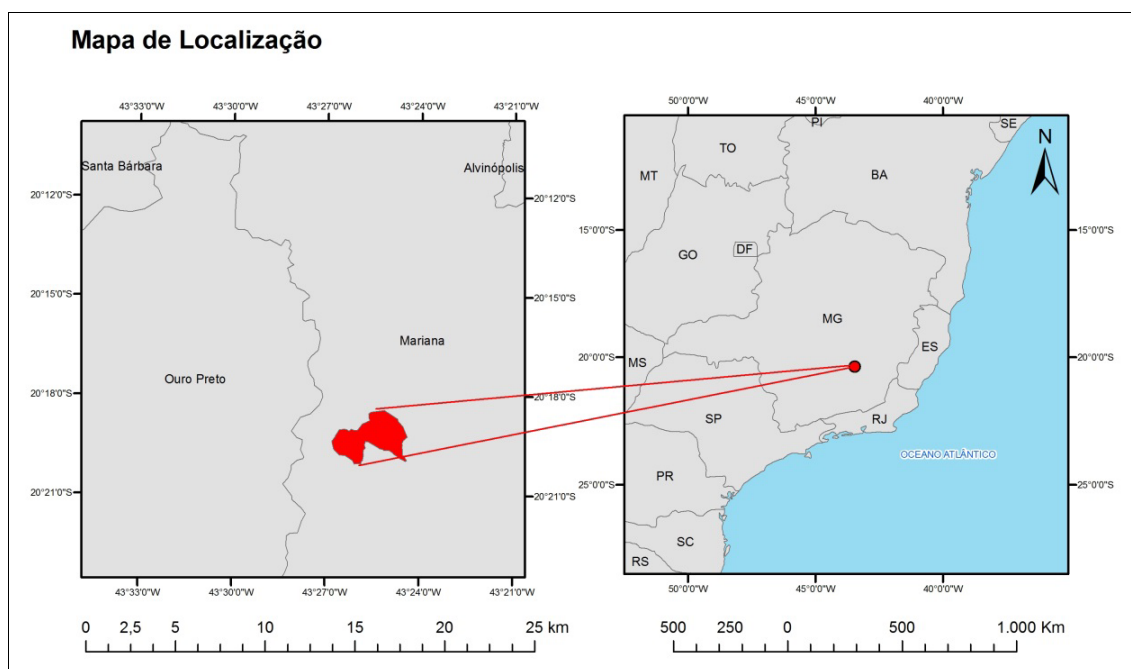 Mapa de Localização
43°33'0"W 43°30'0"W 43°27'0"W 43°24'0"W 43°21'0"W
Santa Bárbara
Alvinópolis
20°12'0"S
20°12'0"S
20°15'0"S
20°15'0"S
Mariana
Ouro Preto
20°18'0"S
20°18'0"S
20°21'0"S
20°21'0"S
43°33'0"W 43°30'0"W 43°27'0"W 43°24'0"W 43°21'0"W
0 2,5 5 10 15 20 25 km
50°0'0"W 45°0'0"W 40°0'0"W
PI
SE
N
TO
MT
BA
15°0'0"S
15°0'0"S
DF
GO
MG
ES
20°0'0"S
20°0'0"S
MS
SP
RJ
OCEANO ATLÂNTICO
PR
25°0'0"S
25°0'0"S
SC
RS
50°0'0"W 45°0'0"W 40°0'0"W
500 250 0 500 1.000 Km